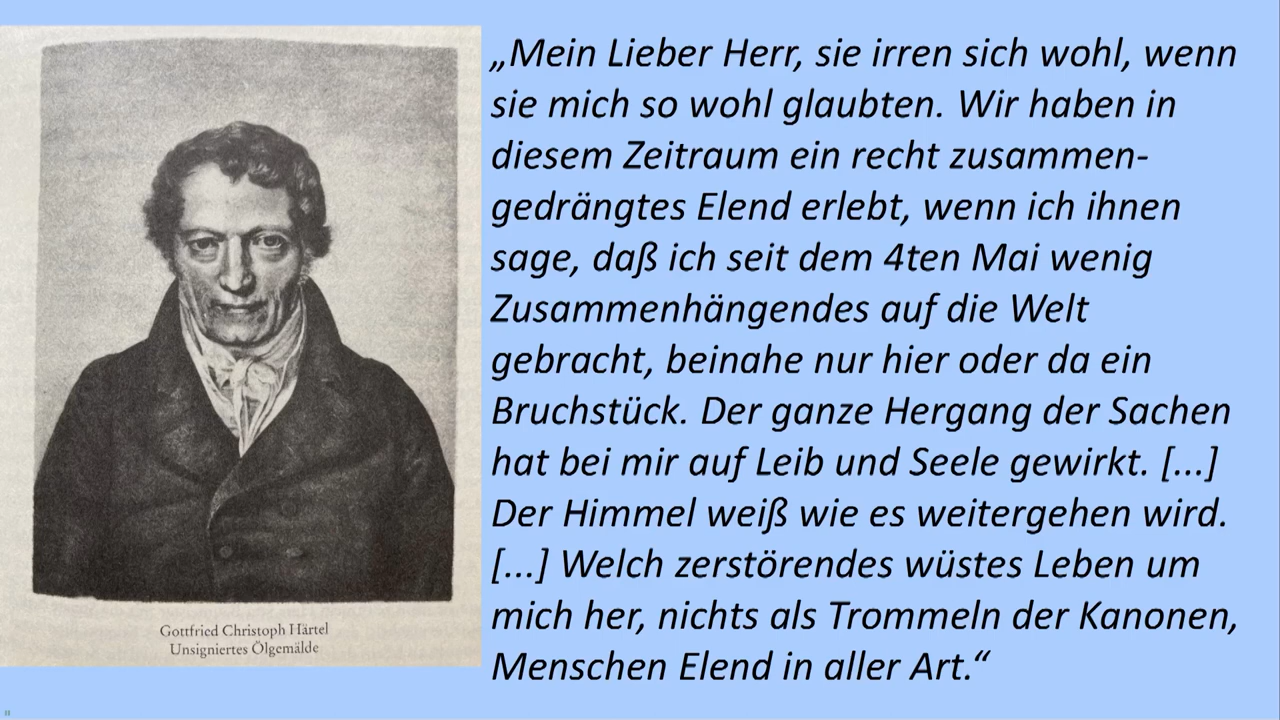 „Mein Lieber Herr, sie irren sich wohl, wenn
sie mich so wohl glaubten. Wir haben in
diesem Zeitraum ein recht zusammen-
gedrängtes Elend erlebt, wenn ich ihnen
sage, daß ich seit dem 4ten Mai wenig
Zusammenhängendes auf die Welt
gebracht, beinahe nur hier oder da ein
Bruchstück. Der ganze Hergang der Sachen
hat bei mir auf Leib und Seele gewirkt. [...]
Der Himmel weiß wie es weitergehen wird.
[...] Welch zerstörendes wüstes Leben um
mich her, nichts als Trommeln der Kanonen,
Menschen Elend in aller Art.“
Gottfried Christoph Härtel
Unsigniertes Ölgemälde